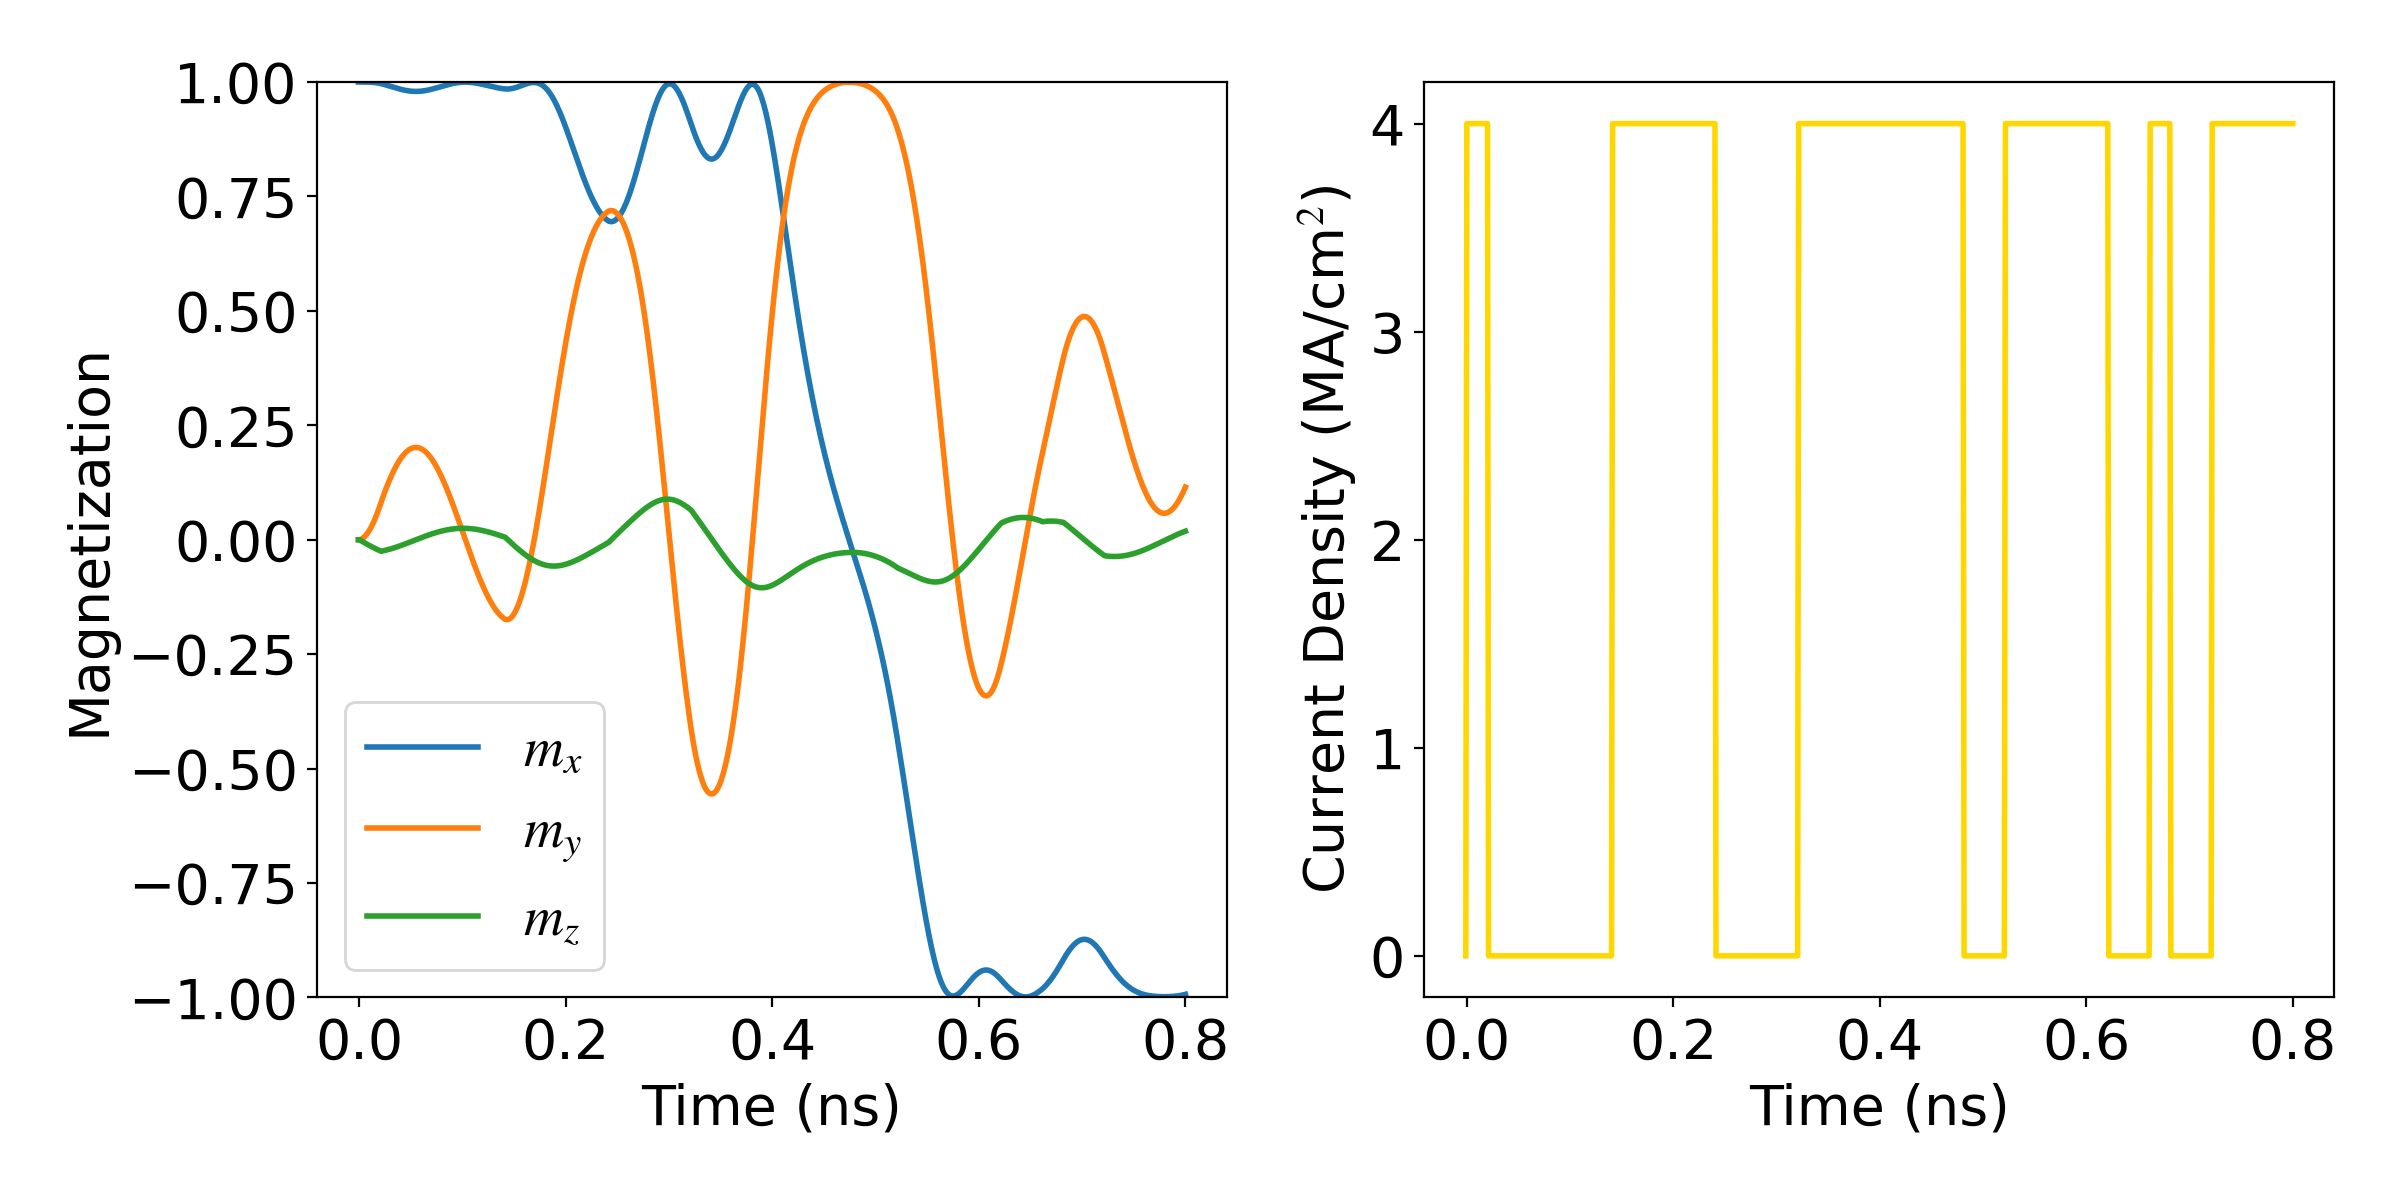 Magnetization
1.00
0.75
0.50
0.25
0.00
−0.25
−0.50
−0.75
−1.00
m_x
m_y
m_z
0.0 0.2 0.4 0.6 0.8
Time (ns)
Current Density (MA/cm²)
4
3
2
1
0
0.0 0.2 0.4 0.6 0.8
Time (ns)